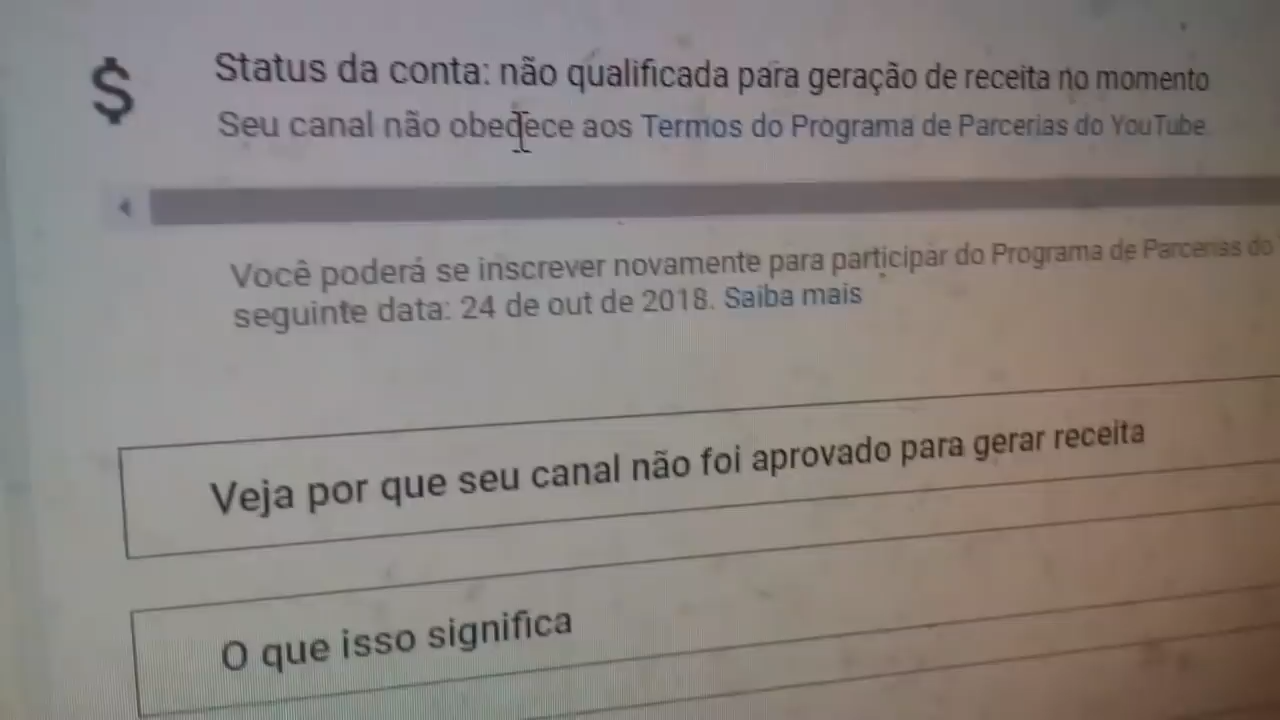 $
Status da conta: não qualificada para geração de receita no momento
Seu canal não obedece aos Termos do Programa de Parcerias do YouTube.
Você poderá se inscrever novamente para participar do Programa de Parcerias do
seguinte data: 24 de out de 2018. Saiba mais
Veja por que seu canal não foi aprovado para gerar receita
O que isso significa